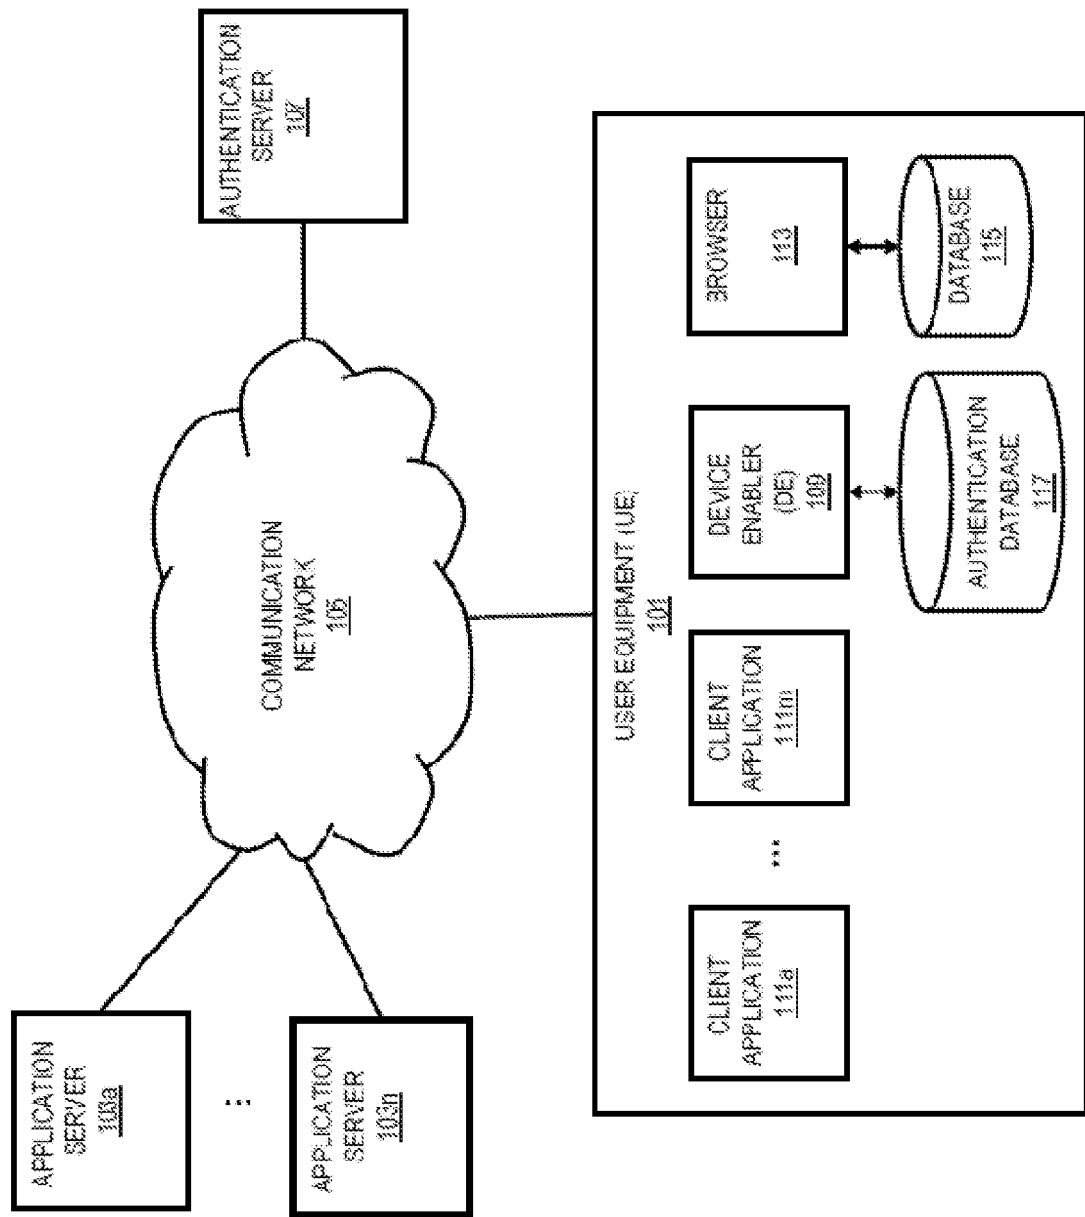 APPLICATION
SERVER
103a
...
APPLICATION
SERVER
103n
COMMUNICATION
NETWORK
105
AUTHENTICATION
SERVER
107
USER EQUIPMENT (UE)
101
CLIENT
APPLICATION
111a
...
CLIENT
APPLICATION
111m
DEVICE
ENABLER
(DE)
109
BROWSER
113
AUTHENTICATION
DATABASE
117
DATABASE
115